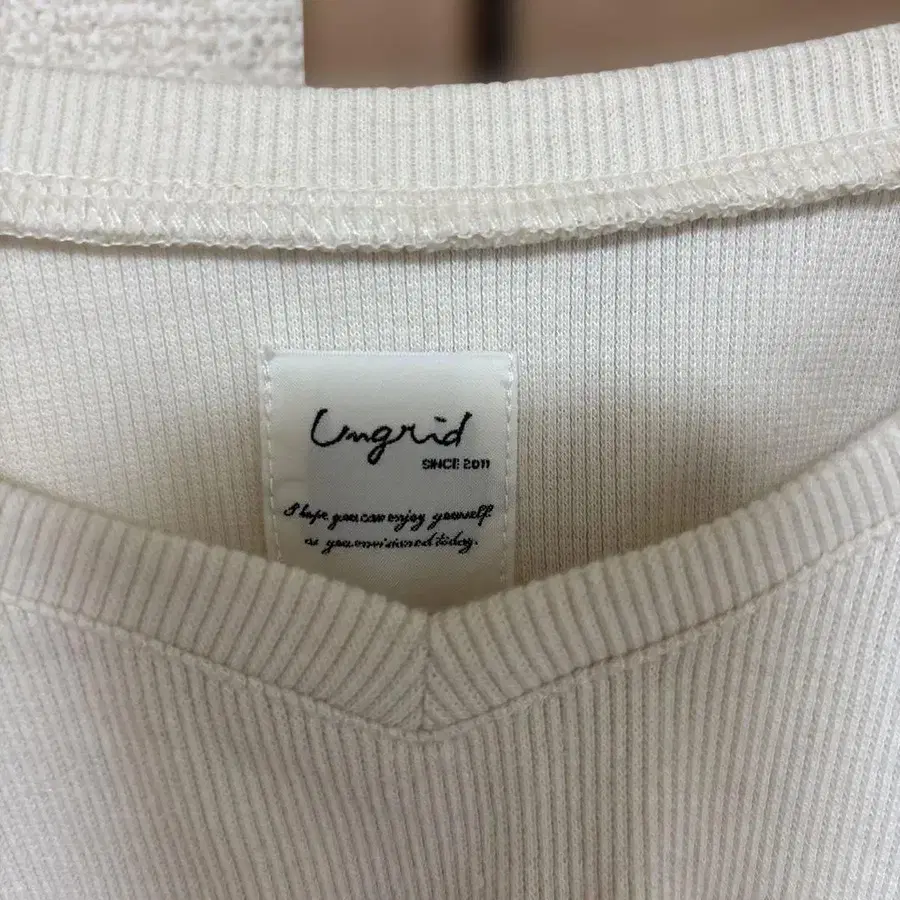 Ungrid
SINCE 2011
I hope you can enjoy yourself
as you envisioned today.